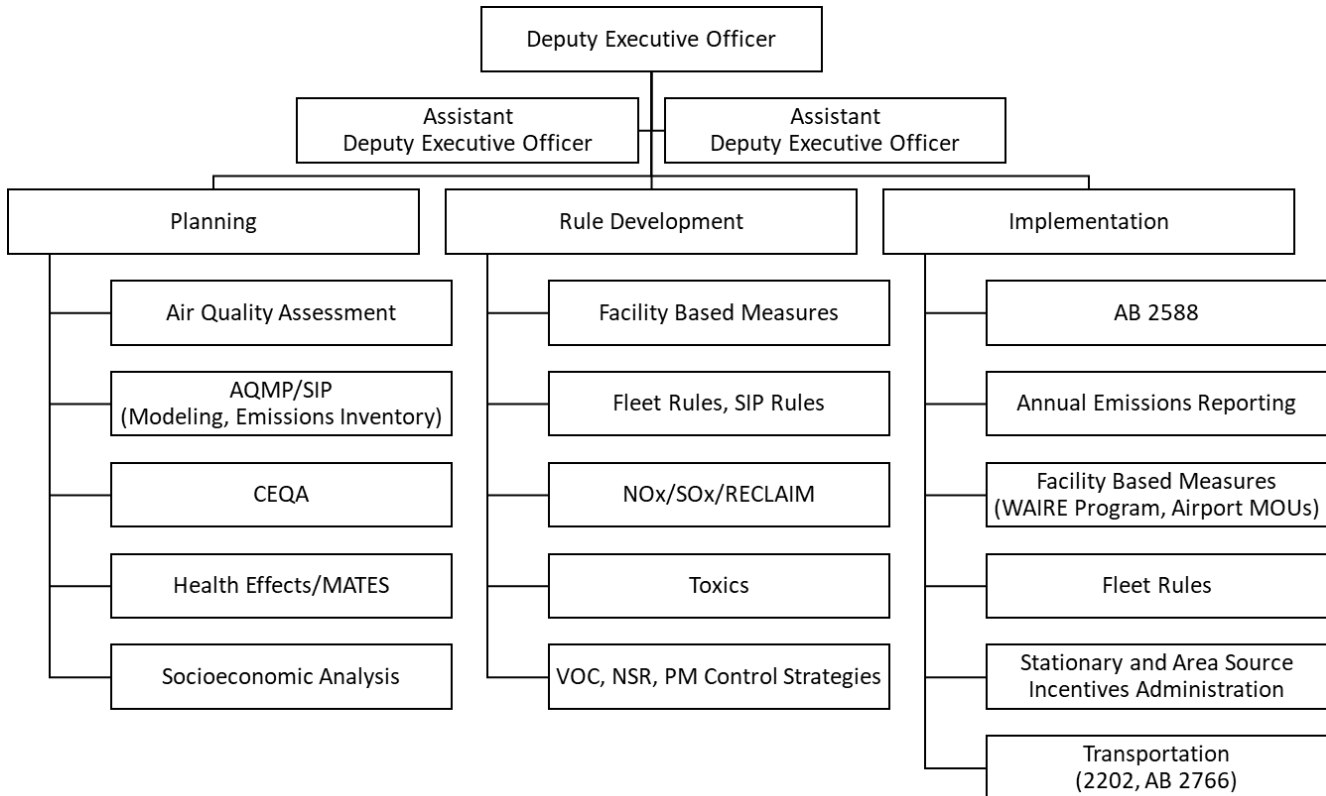 Deputy Executive Officer
Assistant
Deputy Executive Officer
Assistant
Deputy Executive Officer
Planning
Rule Development
Implementation
Air Quality Assessment
AQMP/SIP
(Modeling, Emissions Inventory)
CEQA
Health Effects/MATES
Socioeconomic Analysis
Facility Based Measures
Fleet Rules, SIP Rules
NOx/SOx/RECLAIM
Toxics
VOC, NSR, PM Control Strategies
AB 2588
Annual Emissions Reporting
Facility Based Measures
(WAIRE Program, Airport MOUs)
Fleet Rules
Stationary and Area Source
Incentives Administration
Transportation
(2202, AB 2766)